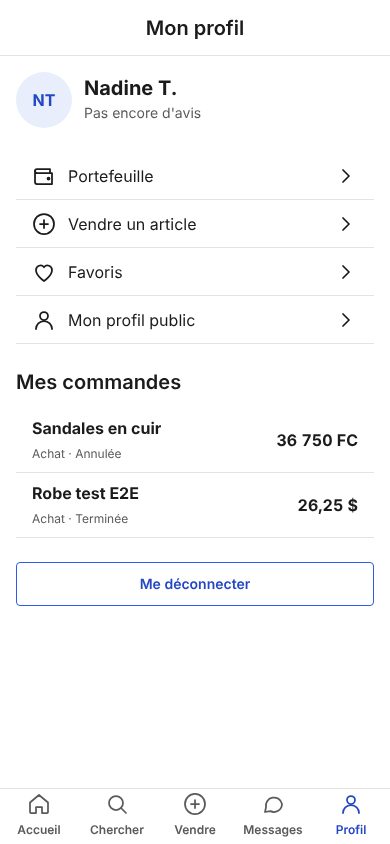 Mon profil
NT
Nadine T.
Pas encore d'avis
Portefeuille
Vendre un article
Favoris
Mon profil public
Mes commandes
Sandales en cuir
Achat · Annulée
36 750 FC
Robe test E2E
Achat · Terminée
26,25 $
Me déconnecter
Accueil
Chercher
Vendre
Messages
Profil